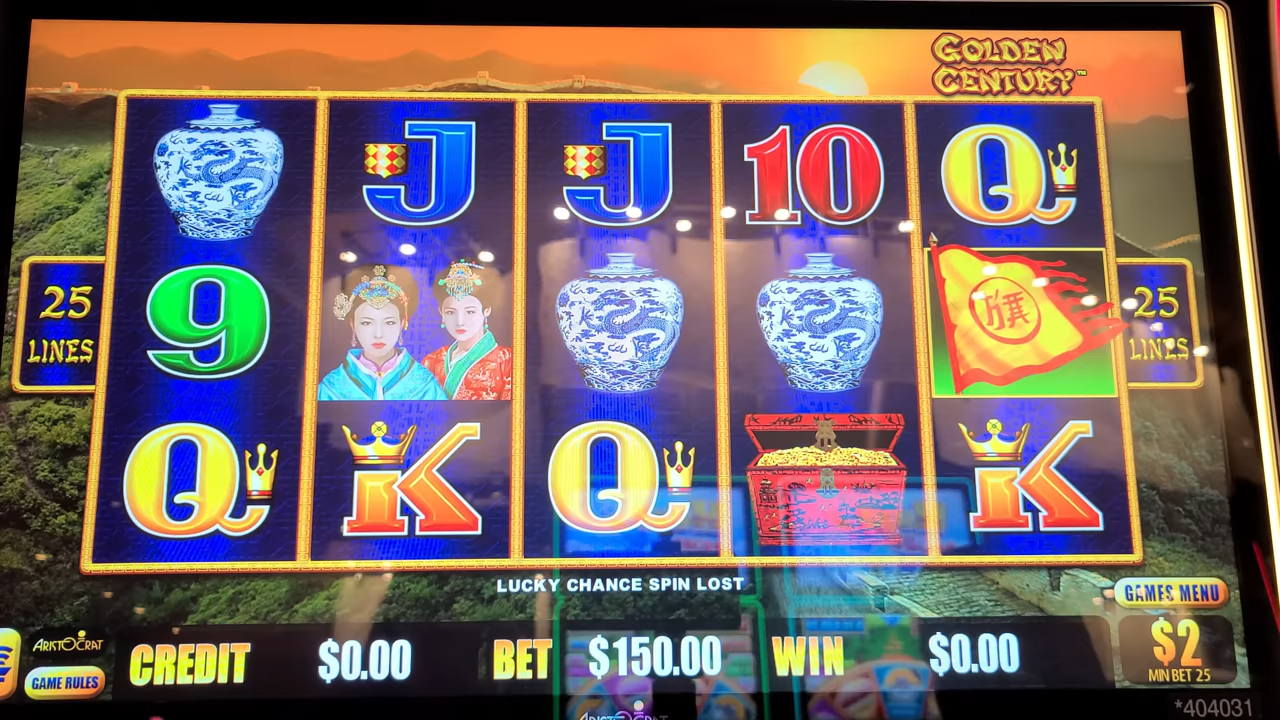 GOLDEN
CENTURY™
J J 10 Q
25
LINES
9
旗
25
LINES
Q K Q K
LUCKY CHANCE SPIN LOST
GAMES MENU
ARISTOCRAT
GAME RULES
CREDIT $0.00 BET $150.00 WIN $0.00
$2
MIN BET 25
*404031